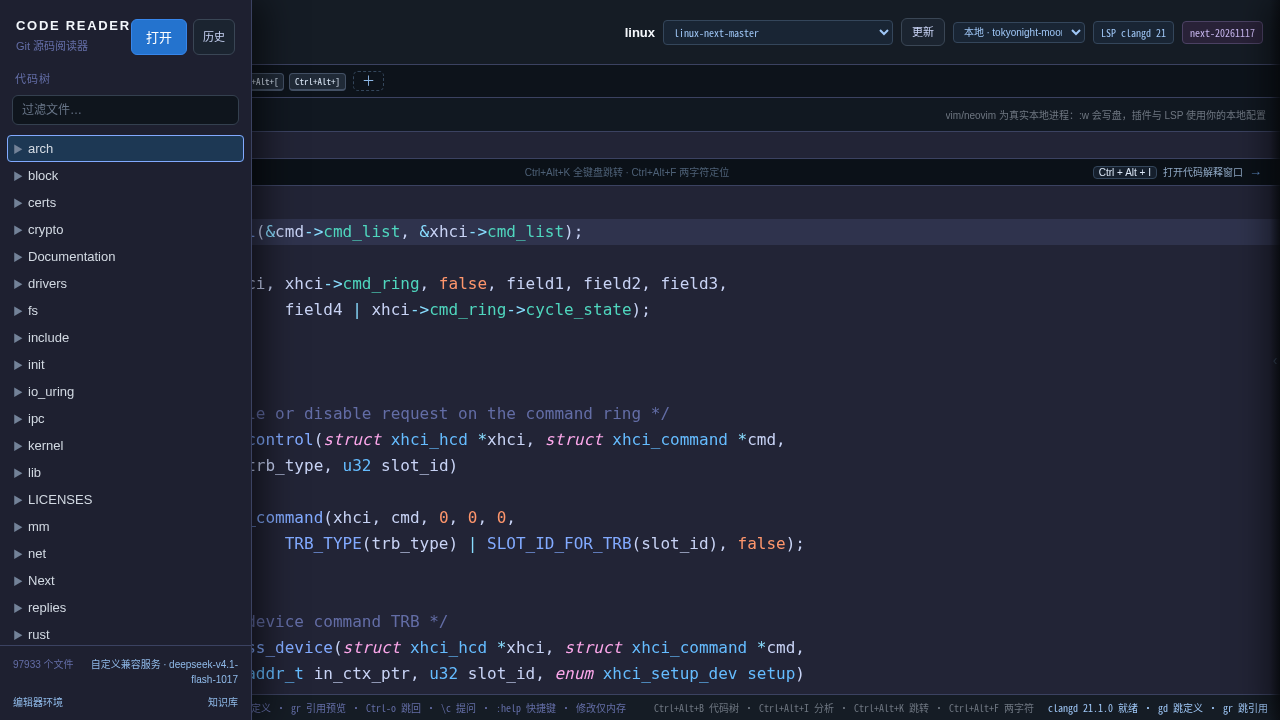 CODE READER
Git 源码阅读器
打开
历史
linux
linux-next-master
更新
本地 · tokyonight-moon
LSP clangd 21
next-20261117
代码树
+Alt+[
Ctrl+Alt+]
+
过滤文件…
vim/neovim 为真实本地进程：:w 会写盘，插件与 LSP 使用你的本地配置
Ctrl+Alt+K 全键盘跳转 · Ctrl+Alt+F 两字符定位
Ctrl + Alt + I 打开代码解释窗口 →
arch
block
certs
crypto
Documentation
drivers
fs
include
init
io_uring
ipc
kernel
lib
LICENSES
mm
net
Next
replies
rust
(&cmd->cmd_list, &xhci->cmd_list);
ci, xhci->cmd_ring, false, field1, field2, field3,
field4 | xhci->cmd_ring->cycle_state);
le or disable request on the command ring */
control(struct xhci_hcd *xhci, struct xhci_command *cmd,
trb_type, u32 slot_id)
_command(xhci, cmd, 0, 0, 0,
TRB_TYPE(trb_type) | SLOT_ID_FOR_TRB(slot_id), false);
device command TRB */
ss_device(struct xhci_hcd *xhci, struct xhci_command *cmd,
addr_t in_ctx_ptr, u32 slot_id, enum xhci_setup_dev setup)
97933 个文件
自定义兼容服务 · deepseek-v4.1-
flash-1017
编辑器环境
知识库
定义 · gr 引用预览 · Ctrl-o 跳回 · \c 提问 · :help 快捷键 · 修改仅内存
Ctrl+Alt+B 代码树 · Ctrl+Alt+I 分析 · Ctrl+Alt+K 跳转 · Ctrl+Alt+F 两字符
clangd 21.1.0 就绪 · gd 跳定义 · gr 跳引用